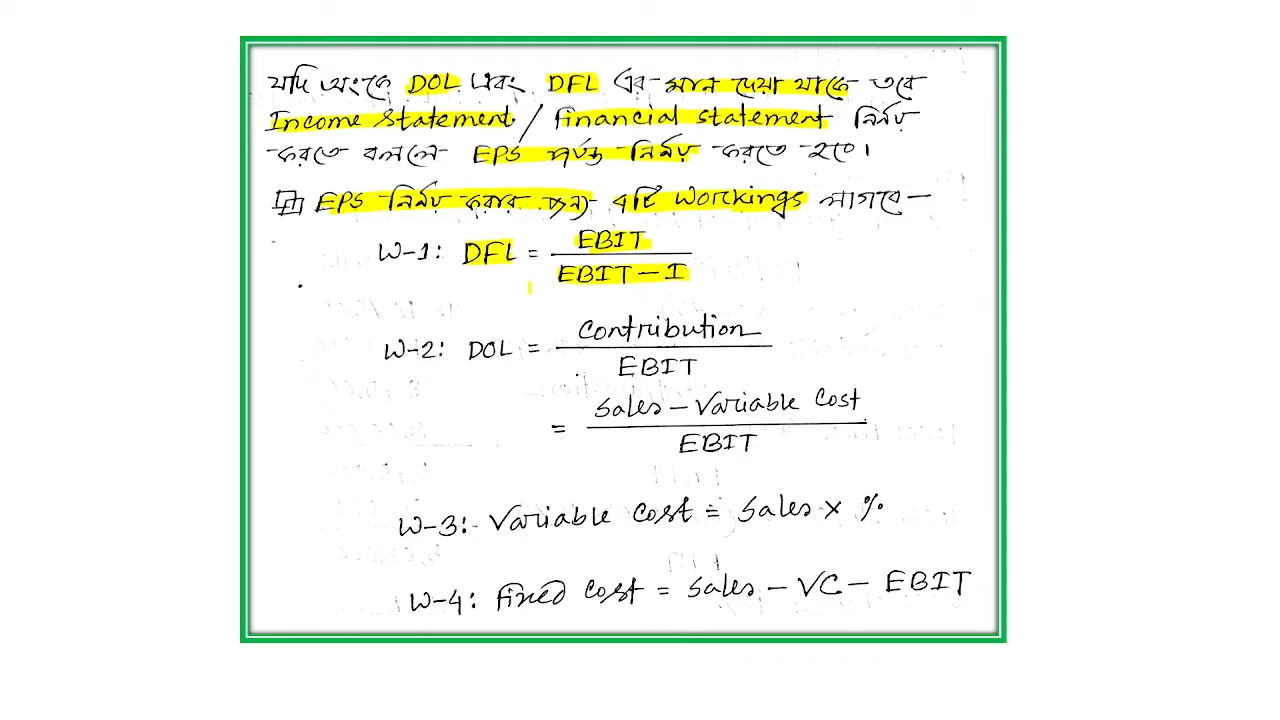 যদি অংকে DOL এবং DFL এর মান দেয়া থাকে তবে
Income Statement / Financial statement নির্ণয়
করতে বললে EPS পর্যন্ত নির্ণয় করতে হবে।
EPS নির্ণয় করার জন্য ৪টি Workings লাগবে—
W-1: DFL = EBIT / EBIT - I
W-2: DOL = Contribution / EBIT
= Sales - Variable Cost / EBIT
W-3: Variable Cost = Sales × %
W-4: Fixed Cost = Sales - VC - EBIT